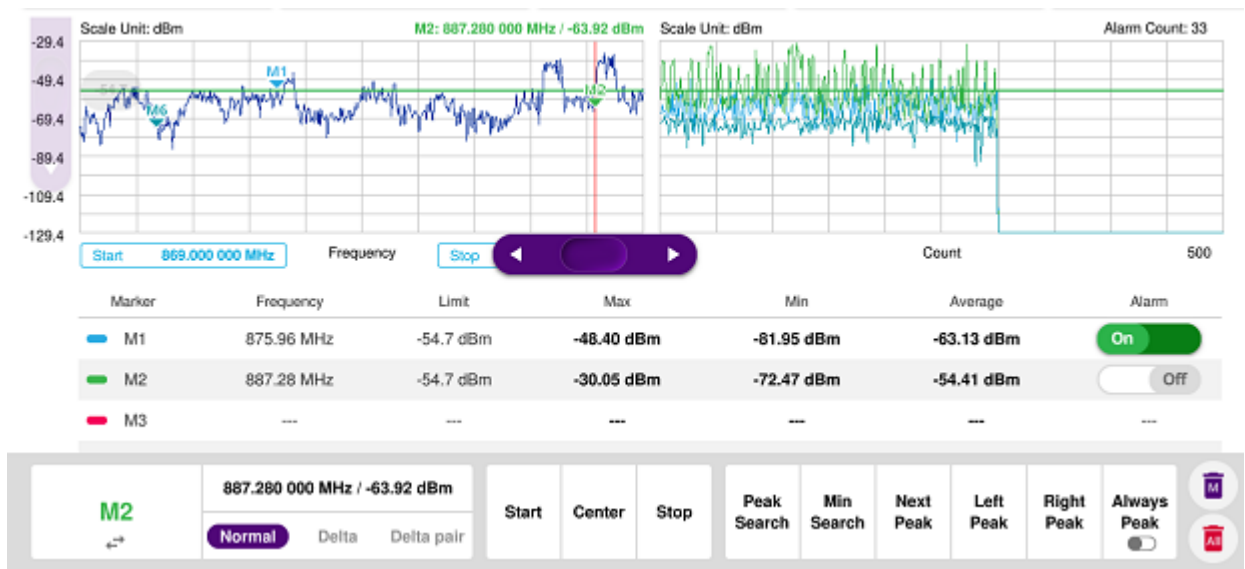 Scale Unit: dBm M2: 887.280 000 MHz / -63.92 dBm Scale Unit: dBm Alarm Count: 33
-29.4
-49.4
-69.4
-89.4
-109.4
-129.4
M1
M6
M2
Start 869.000 000 MHz Frequency Stop Count 500
Marker Frequency Limit Max Min Average Alarm
M1 875.96 MHz -54.7 dBm -48.40 dBm -81.95 dBm -63.13 dBm On
M2 887.28 MHz -54.7 dBm -30.05 dBm -72.47 dBm -54.41 dBm Off
M3 --- --- --- --- --- ---
M2
887.280 000 MHz / -63.92 dBm
Normal Delta Delta pair
Start Center Stop
Peak Search Min Search Next Peak Left Peak Right Peak Always Peak
M
All